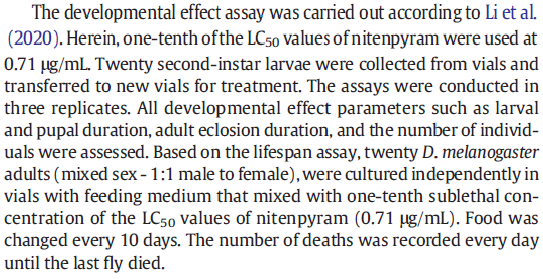 The developmental effect assay was carried out according to Li et al.
(2020). Herein, one-tenth of the LC50 values of nitenpyram were used at
0.71 μg/mL. Twenty second-instar larvae were collected from vials and
transferred to new vials for treatment. The assays were conducted in
three replicates. All developmental effect parameters such as larval
and pupal duration, adult eclosion duration, and the number of individ-
uals were assessed. Based on the lifespan assay, twenty D. melanogaster
adults (mixed sex - 1:1 male to female), were cultured independently in
vials with feeding medium that mixed with one-tenth sublethal con-
centration of the LC50 values of nitenpyram (0.71 μg/mL). Food was
changed every 10 days. The number of deaths was recorded every day
until the last fly died.